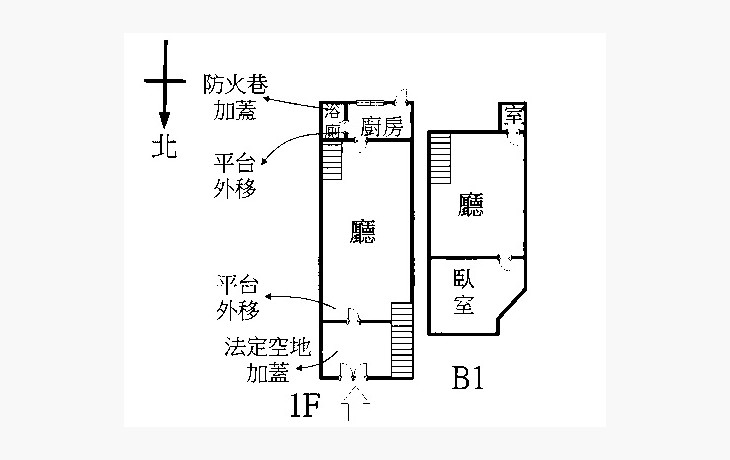 北
防火巷
加蓋
平台
外移
平台
外移
法定空地
加蓋
浴
廁
廚房
廳
1F
室
廳
臥
室
B1